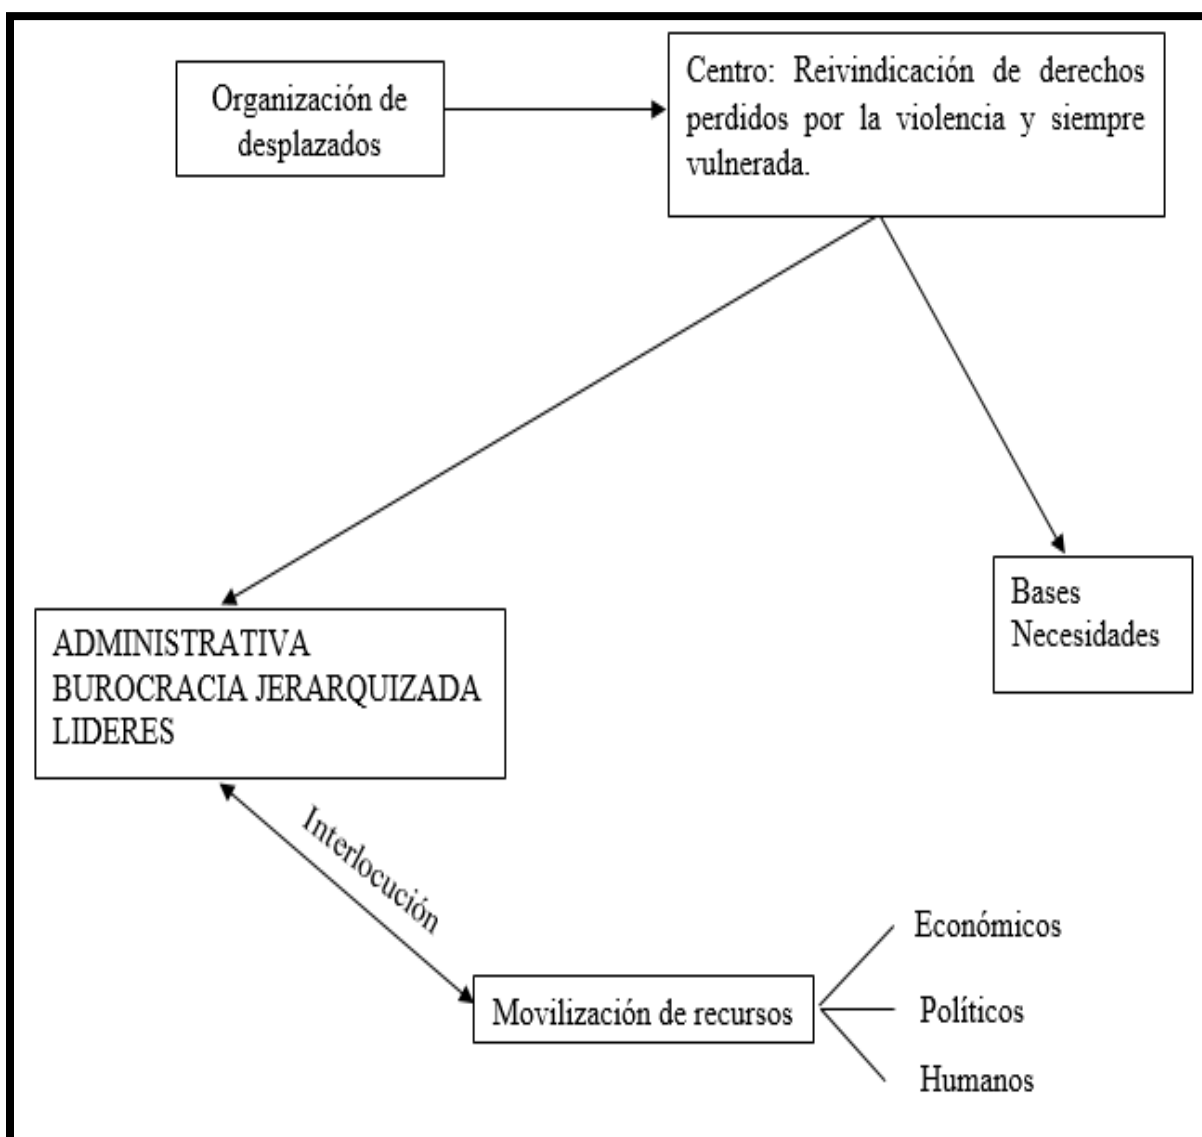 Organización de
desplazados
Centro: Reivindicación de derechos
perdidos por la violencia y siempre
vulnerada.
Bases
Necesidades
ADMINISTRATIVA
BUROCRACIA JERARQUIZADA
LIDERES
Interlocución
Movilización de recursos
Económicos
Políticos
Humanos